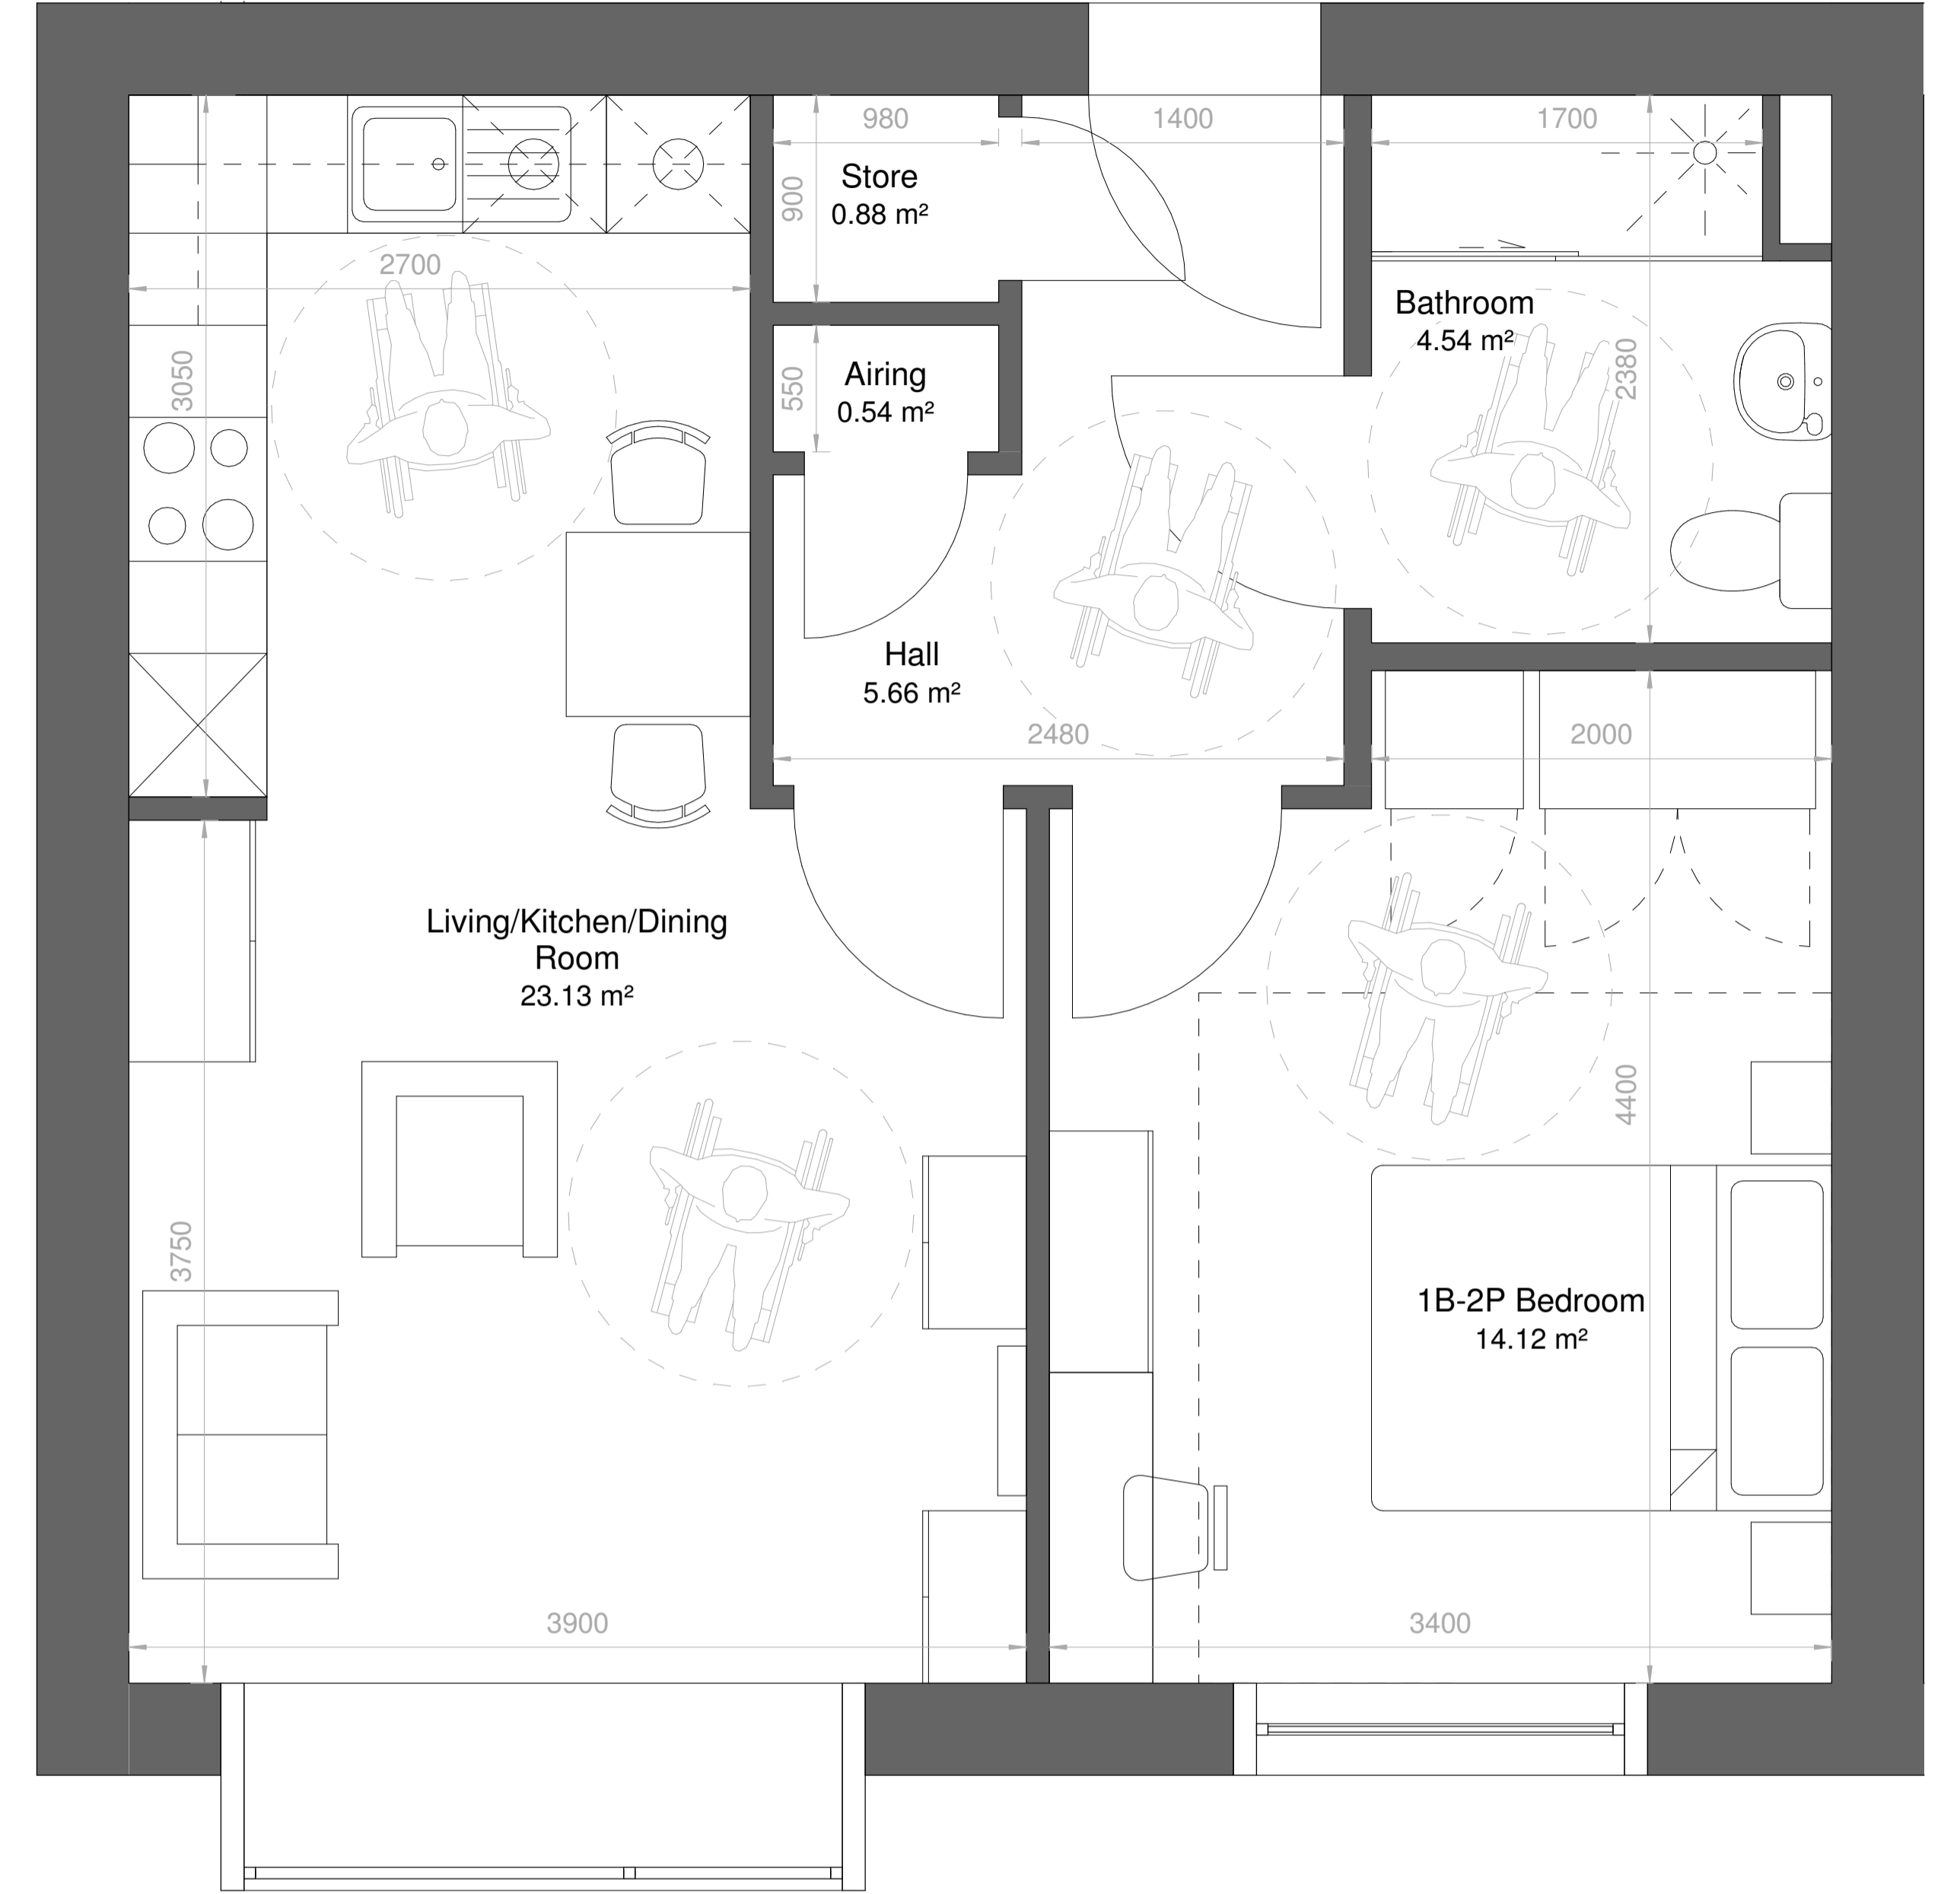 980
1400
1700
Store
0.88 m²
900
2700
Bathroom
4.54 m²
3050
550
Airing
0.54 m²
2380
Hall
5.66 m²
2480
2000
Living/Kitchen/Dining
Room
23.13 m²
4400
3750
1B-2P Bedroom
14.12 m²
3900
3400